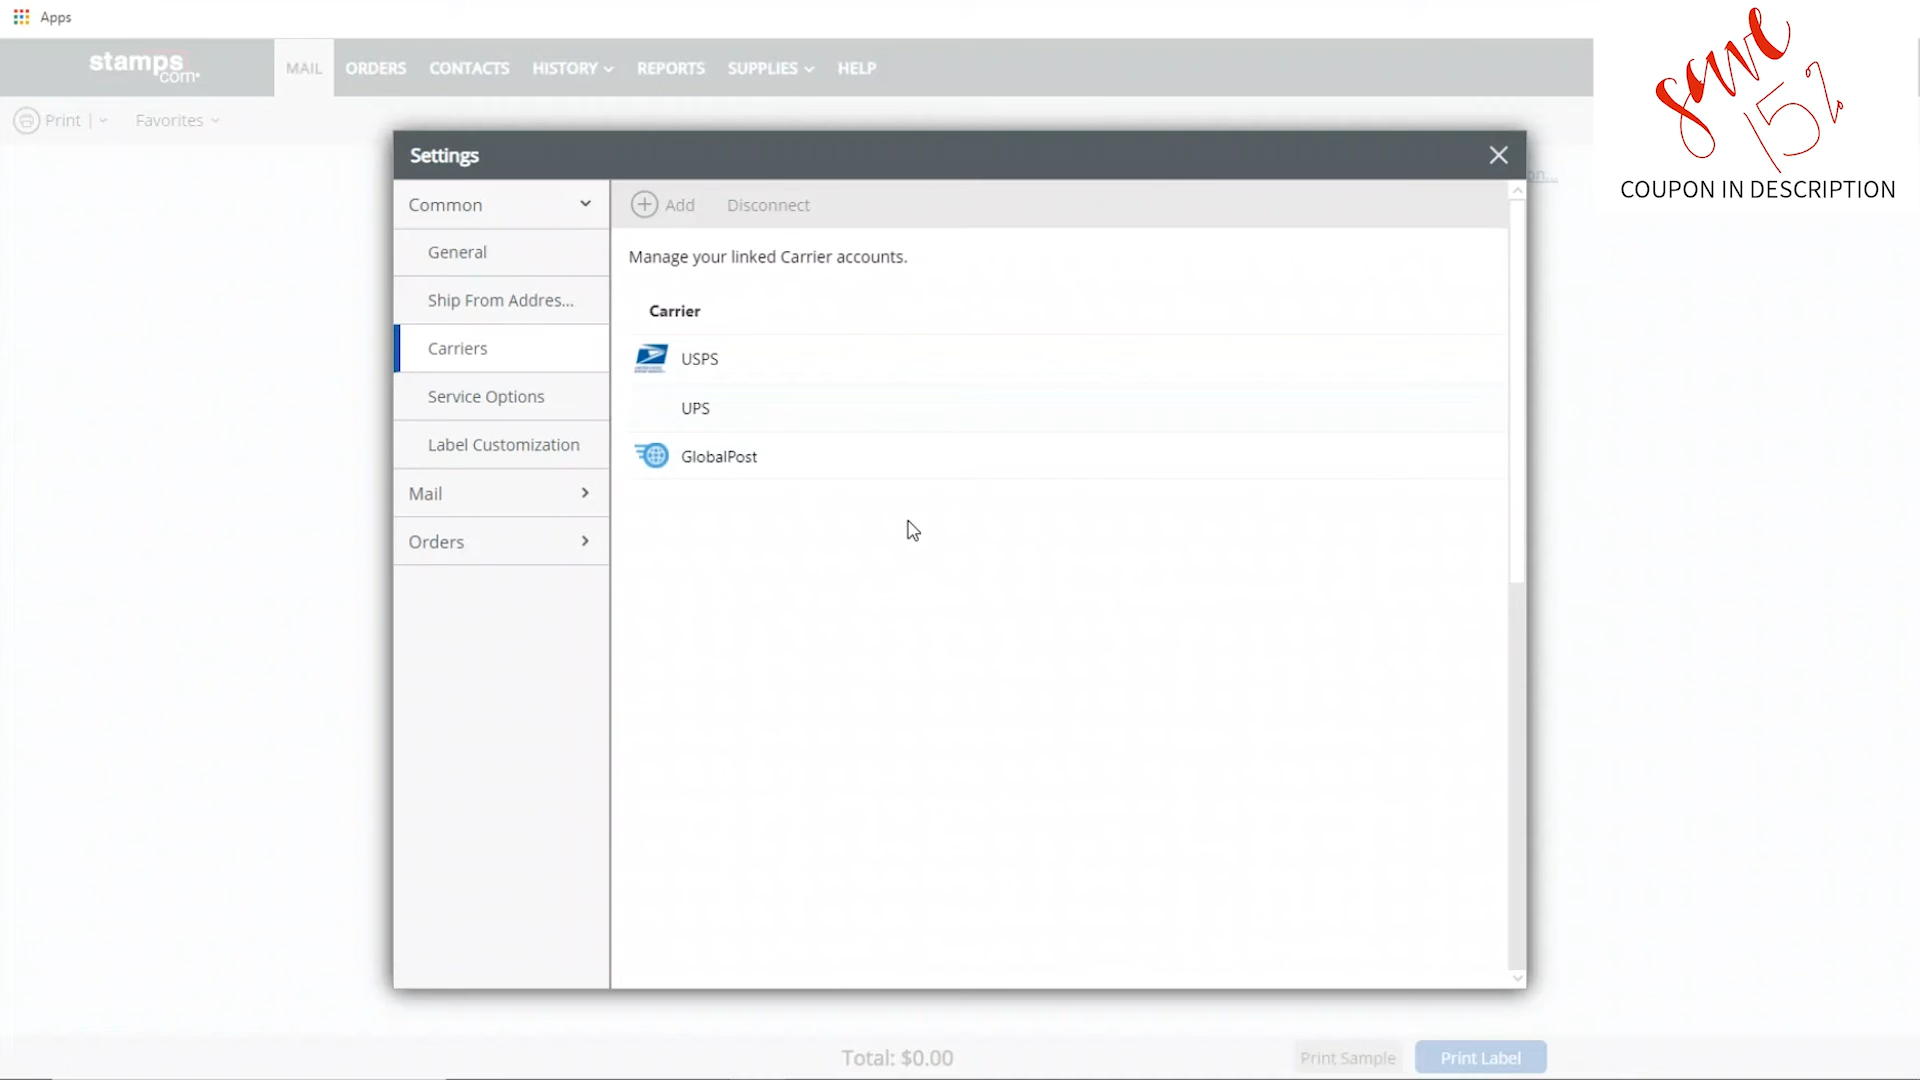 Apps
stamps
.com
MAIL
ORDERS
CONTACTS
HISTORY
REPORTS
SUPPLIES
HELP
save
15%
COUPON IN DESCRIPTION
Print
Favorites
Settings
Common
General
Ship From Addres...
Carriers
Service Options
Label Customization
Mail
Orders
Add
Disconnect
Manage your linked Carrier accounts.
Carrier
USPS
UPS
GlobalPost
Total: $0.00
Print Sample
Print Label